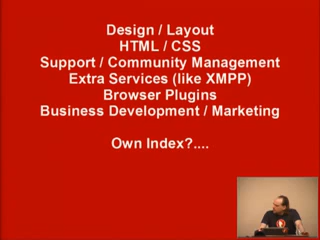 Design / Layout
HTML / CSS
Support / Community Management
Extra Services (like XMPP)
Browser Plugins
Business Development / Marketing
Own Index?....